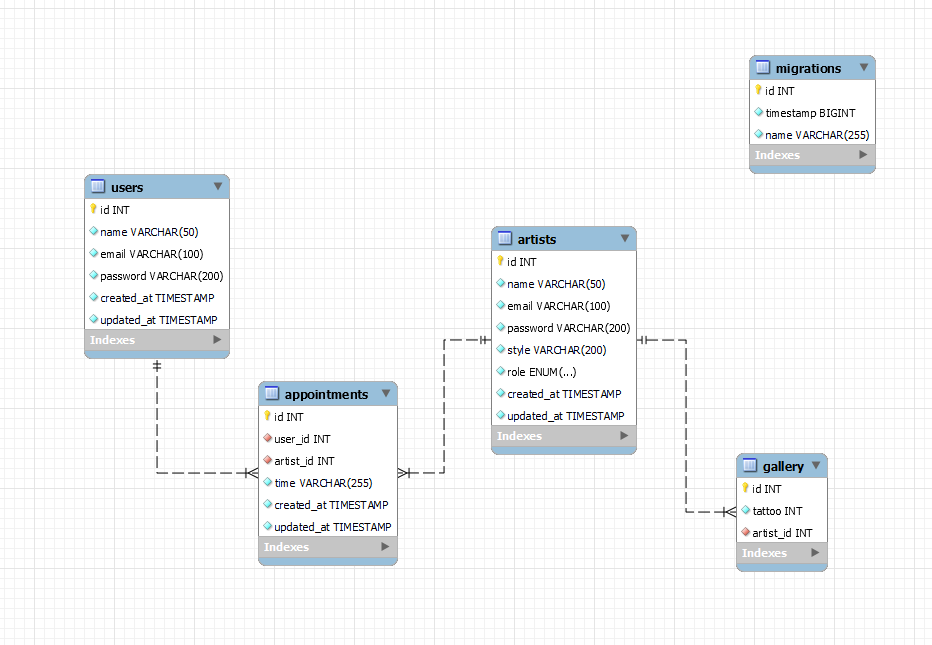 migrations
id INT
timestamp BIGINT
name VARCHAR(255)
Indexes
users
id INT
name VARCHAR(50)
email VARCHAR(100)
password VARCHAR(200)
created_at TIMESTAMP
updated_at TIMESTAMP
Indexes
artists
id INT
name VARCHAR(50)
email VARCHAR(100)
password VARCHAR(200)
style VARCHAR(200)
role ENUM(...)
created_at TIMESTAMP
updated_at TIMESTAMP
Indexes
appointments
id INT
user_id INT
artist_id INT
time VARCHAR(255)
created_at TIMESTAMP
updated_at TIMESTAMP
Indexes
gallery
id INT
tattoo INT
artist_id INT
Indexes